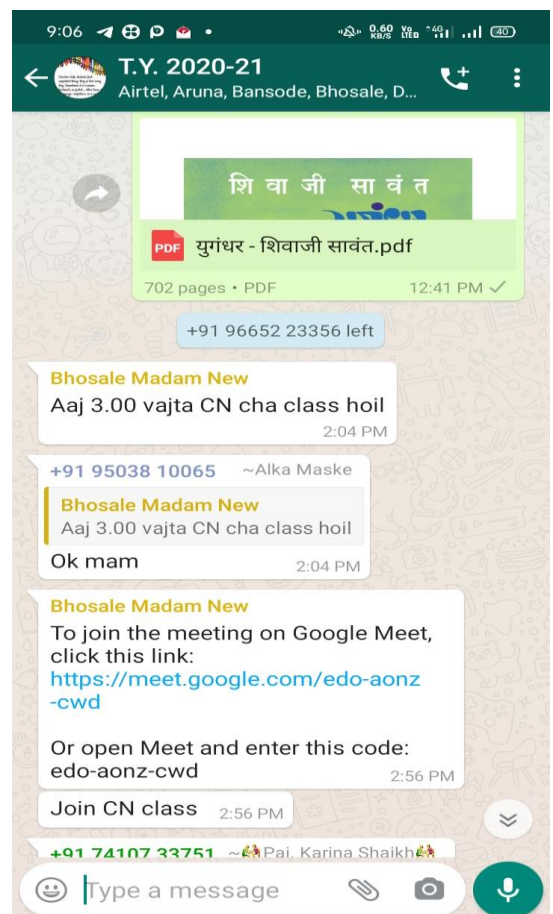 9:06
0.60 KB/S
4G
40
T.Y. 2020-21
Airtel, Aruna, Bansode, Bhosale, D...
शिवाजी सावंत
PDF युगंधर - शिवाजी सावंत.pdf
702 pages • PDF 12:41 PM
+91 96652 23356 left
Bhosale Madam New
Aaj 3.00 vajta CN cha class hoil
2:04 PM
+91 95038 10065 ~Alka Maske
Bhosale Madam New
Aaj 3.00 vajta CN cha class hoil
Ok mam 2:04 PM
Bhosale Madam New
To join the meeting on Google Meet,
click this link:
https://meet.google.com/edo-aonz
-cwd
Or open Meet and enter this code:
edo-aonz-cwd 2:56 PM
Join CN class 2:56 PM
+91 74107 33751 ~Pai. Karina Shaikh
Type a message